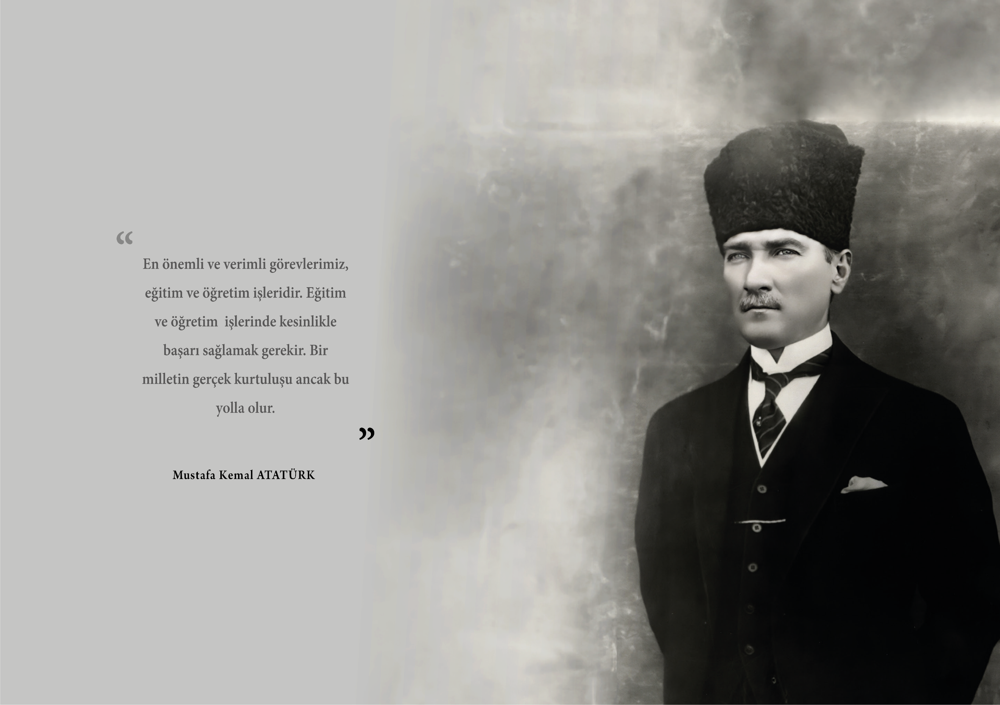 “
En önemli ve verimli görevlerimiz,
eğitim ve öğretim işleridir. Eğitim
ve öğretim  işlerinde kesinlikle
başarı sağlamak gerekir. Bir
milletin gerçek kurtuluşu ancak bu
yolla olur.
”
Mustafa Kemal ATATÜRK